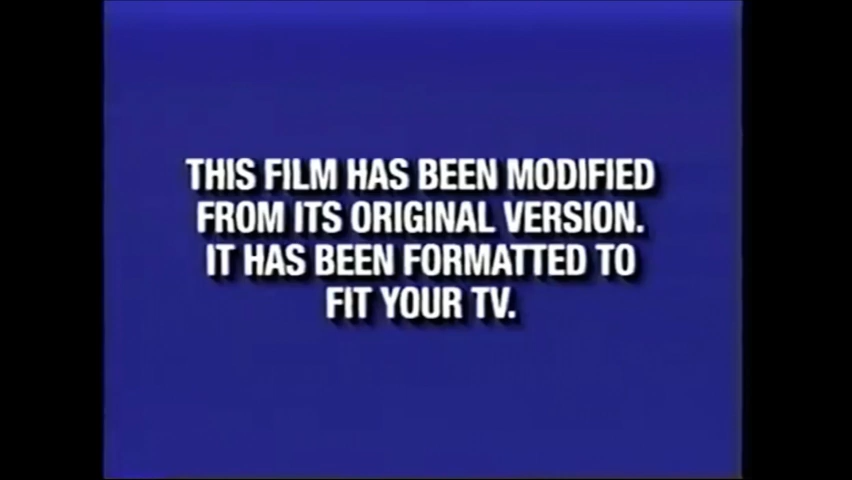 THIS FILM HAS BEEN MODIFIED
FROM ITS ORIGINAL VERSION.
IT HAS BEEN FORMATTED TO
FIT YOUR TV.